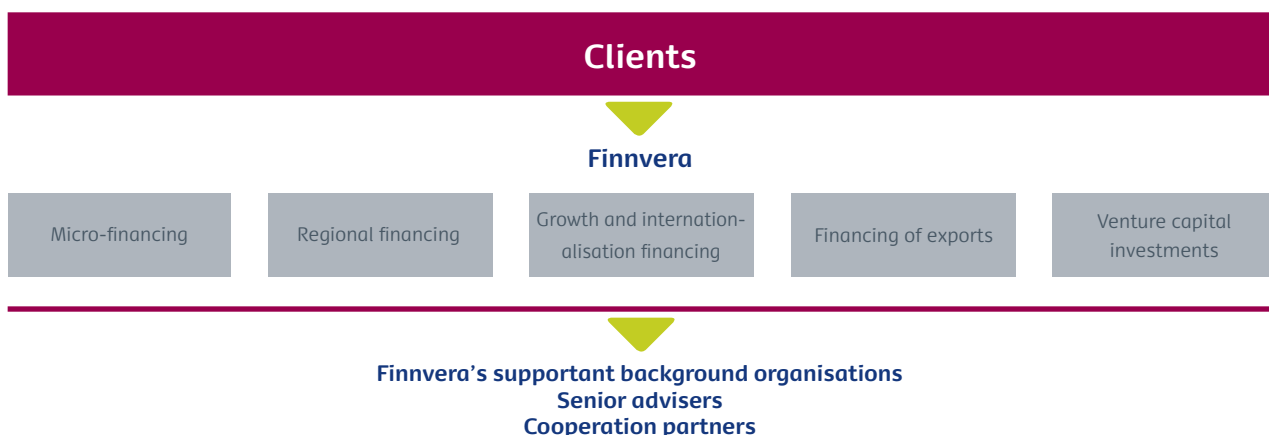 Clients
Finnvera
Micro-financing
Regional financing
Growth and internation-
alisation financing
Financing of exports
Venture capital
investments
Finnvera’s supportant background organisations
Senior advisers
Cooperation partners